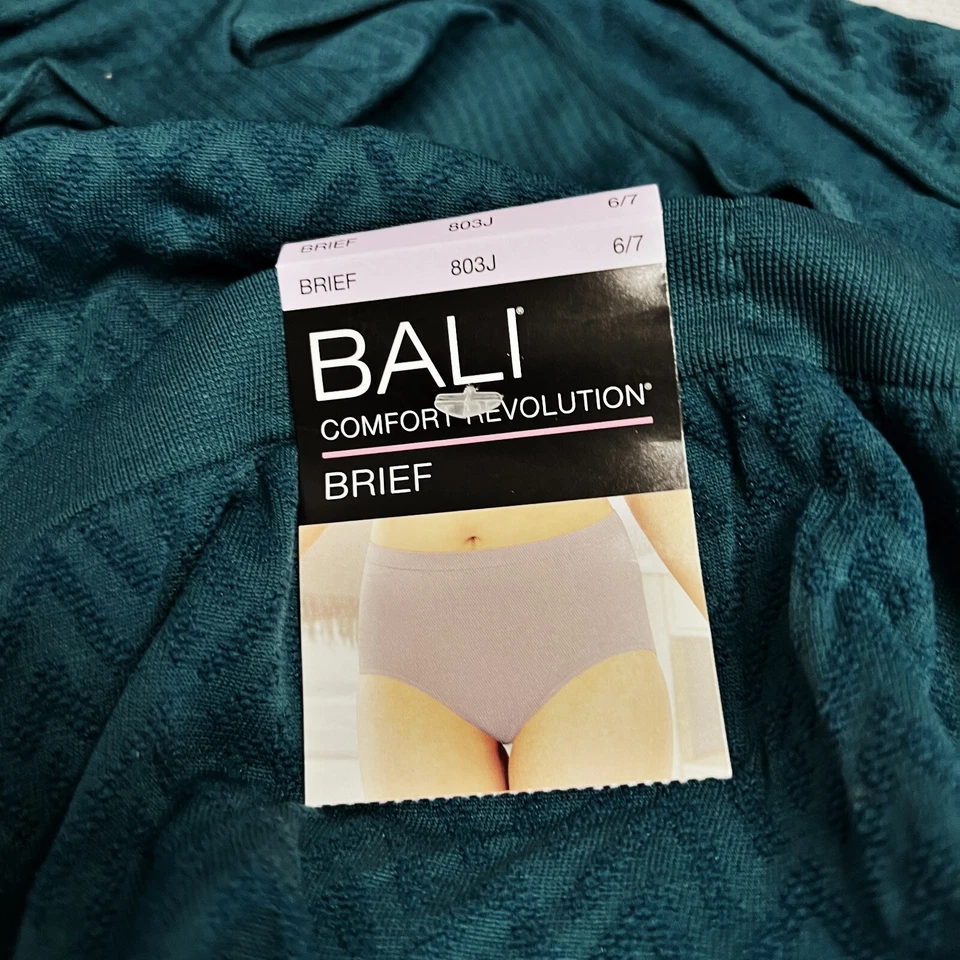 BRIEF 803J 6/7
BRIEF 803J 6/7
BALI®
COMFORT REVOLUTION®
BRIEF